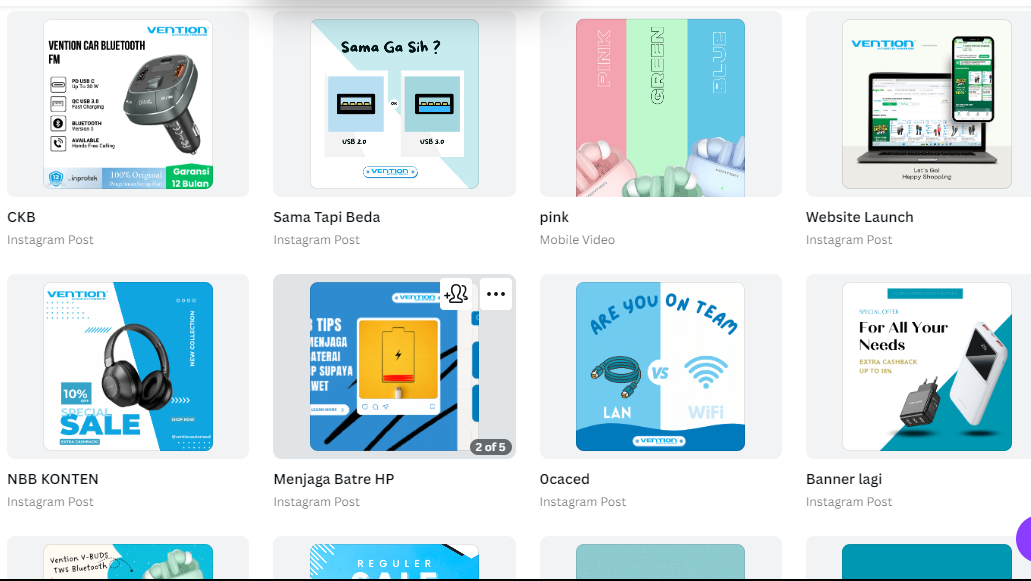 VENTION
VENTION CAR BLUETOOTH
FM
PD USB C
Up To 30 W
QC USB 3.0
Fast Charging
BLUETOOTH
Version 5
AVAILABLE
Hands Free Calling
12
inprotek
100% Original
Garansi
12 Bulan
Sama Ga Sih ?
OR
USB 2.0
USB 3.0
VENTION
PINK
GREEN
BLUE
VENTION
VENTION
Let's Go!
Happy Shopping
CKB
Instagram Post
Sama Tapi Beda
Instagram Post
pink
Mobile Video
Website Launch
Instagram Post
VENTION
NEW COLLECTION
10%
OFF
SPECIAL
SALE
EXTRA CASHBACK
SHOP NOW
VENTION
TIPS
MENJAGA
ATERAI
P SUPAYA
WET
LEARN MORE
2 of 5
ARE YOU ON TEAM
VS
LAN
WiFi
VENTION
SPECIAL OFFER
For All Your
Needs
EXTRA CASHBACK
UP TO 16%
NBB KONTEN
Instagram Post
Menjaga Batre HP
Instagram Post
0caced
Instagram Post
Banner lagi
Instagram Post
Vention V-BUDS
TWS Bluetooth
REGULER
SALE